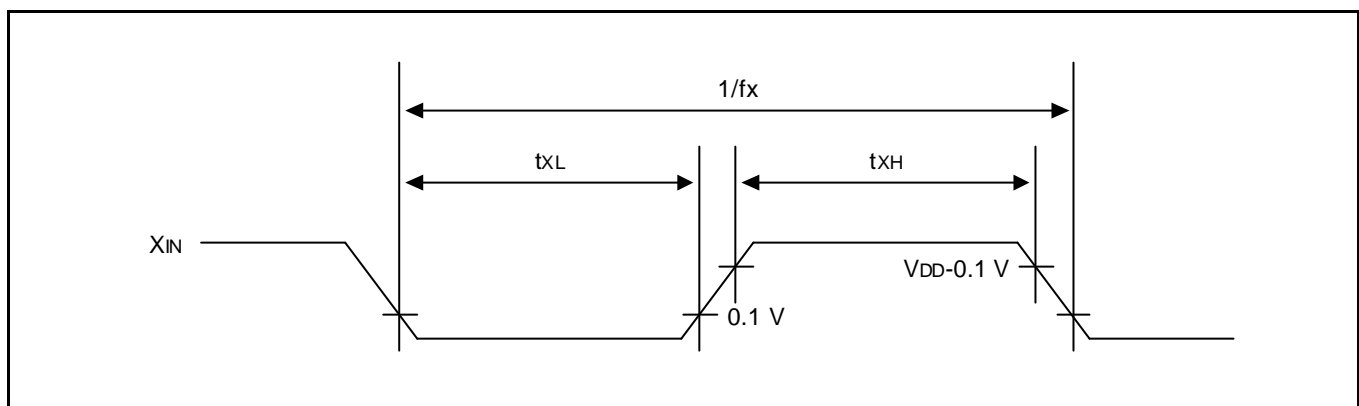 1/fx
tXL
tXH
XIN
VDD-0.1 V
0.1 V